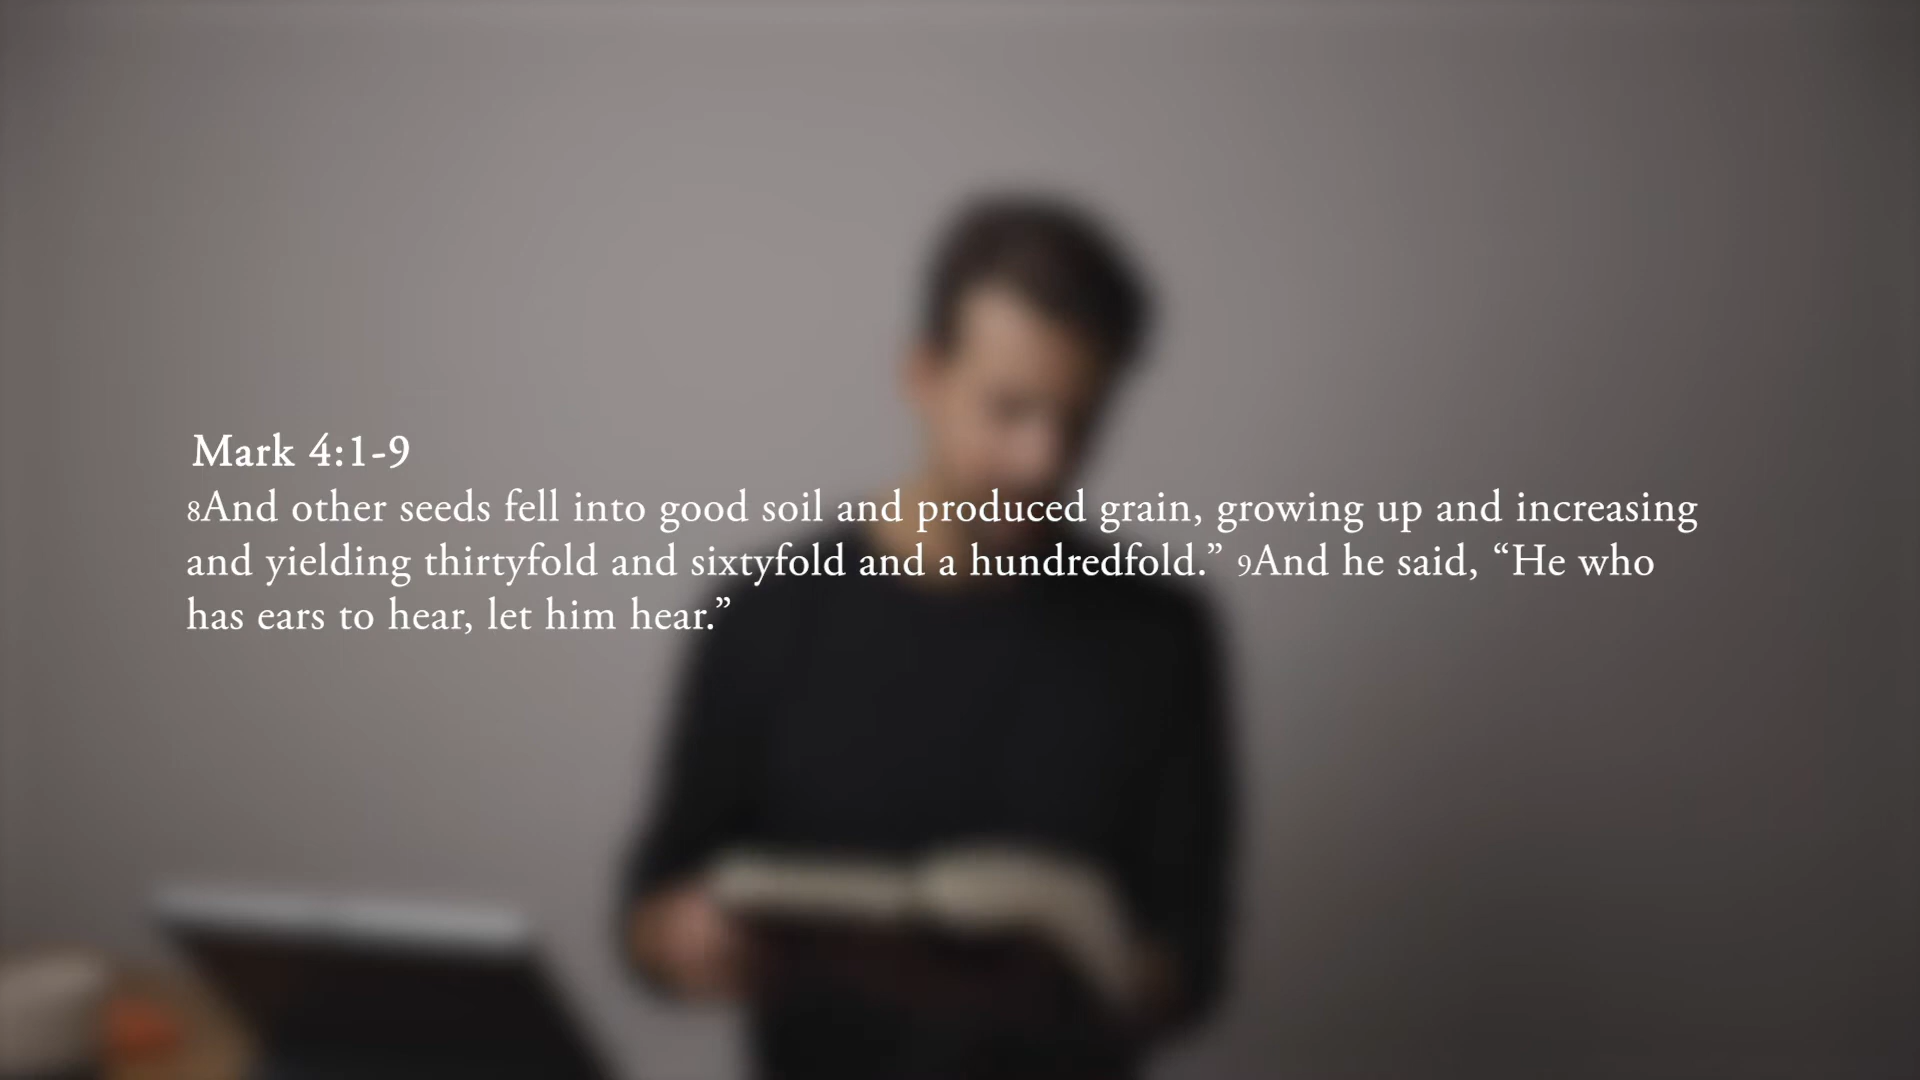 Mark 4:1-9
8And other seeds fell into good soil and produced grain, growing up and increasing
and yielding thirtyfold and sixtyfold and a hundredfold.” 9And he said, “He who
has ears to hear, let him hear.”